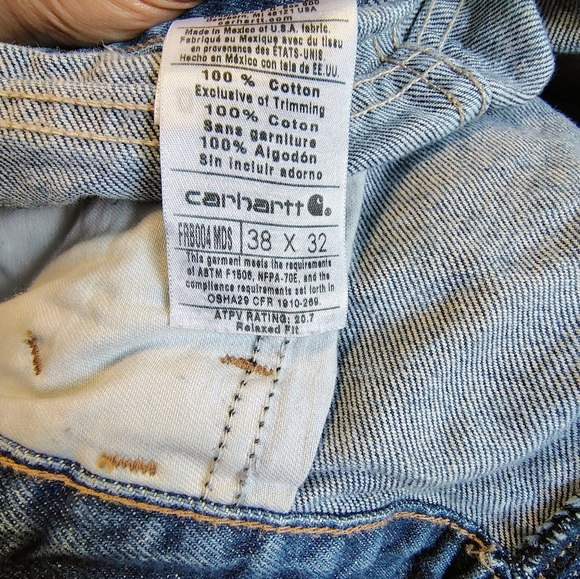 Made in Mexico of U.S.A. fabric.
Fabriqué au Mexique avec du tissu
en provenance des ÉTATS-UNIS.
Hecho en México con tela de EE.UU.
100 % Cotton
Exclusive of Trimming
100% Coton
Sans garniture
100% Algodón
Sin incluir adorno
carhartt
FRB004 MDS 38 X 32
This garment meets the requirements
of ASTM F1506, NFPA-70E, and the
compliance requirements set forth in
OSHA29 CFR 1910-269.
ATPV RATING: 20.7
Relaxed Fit